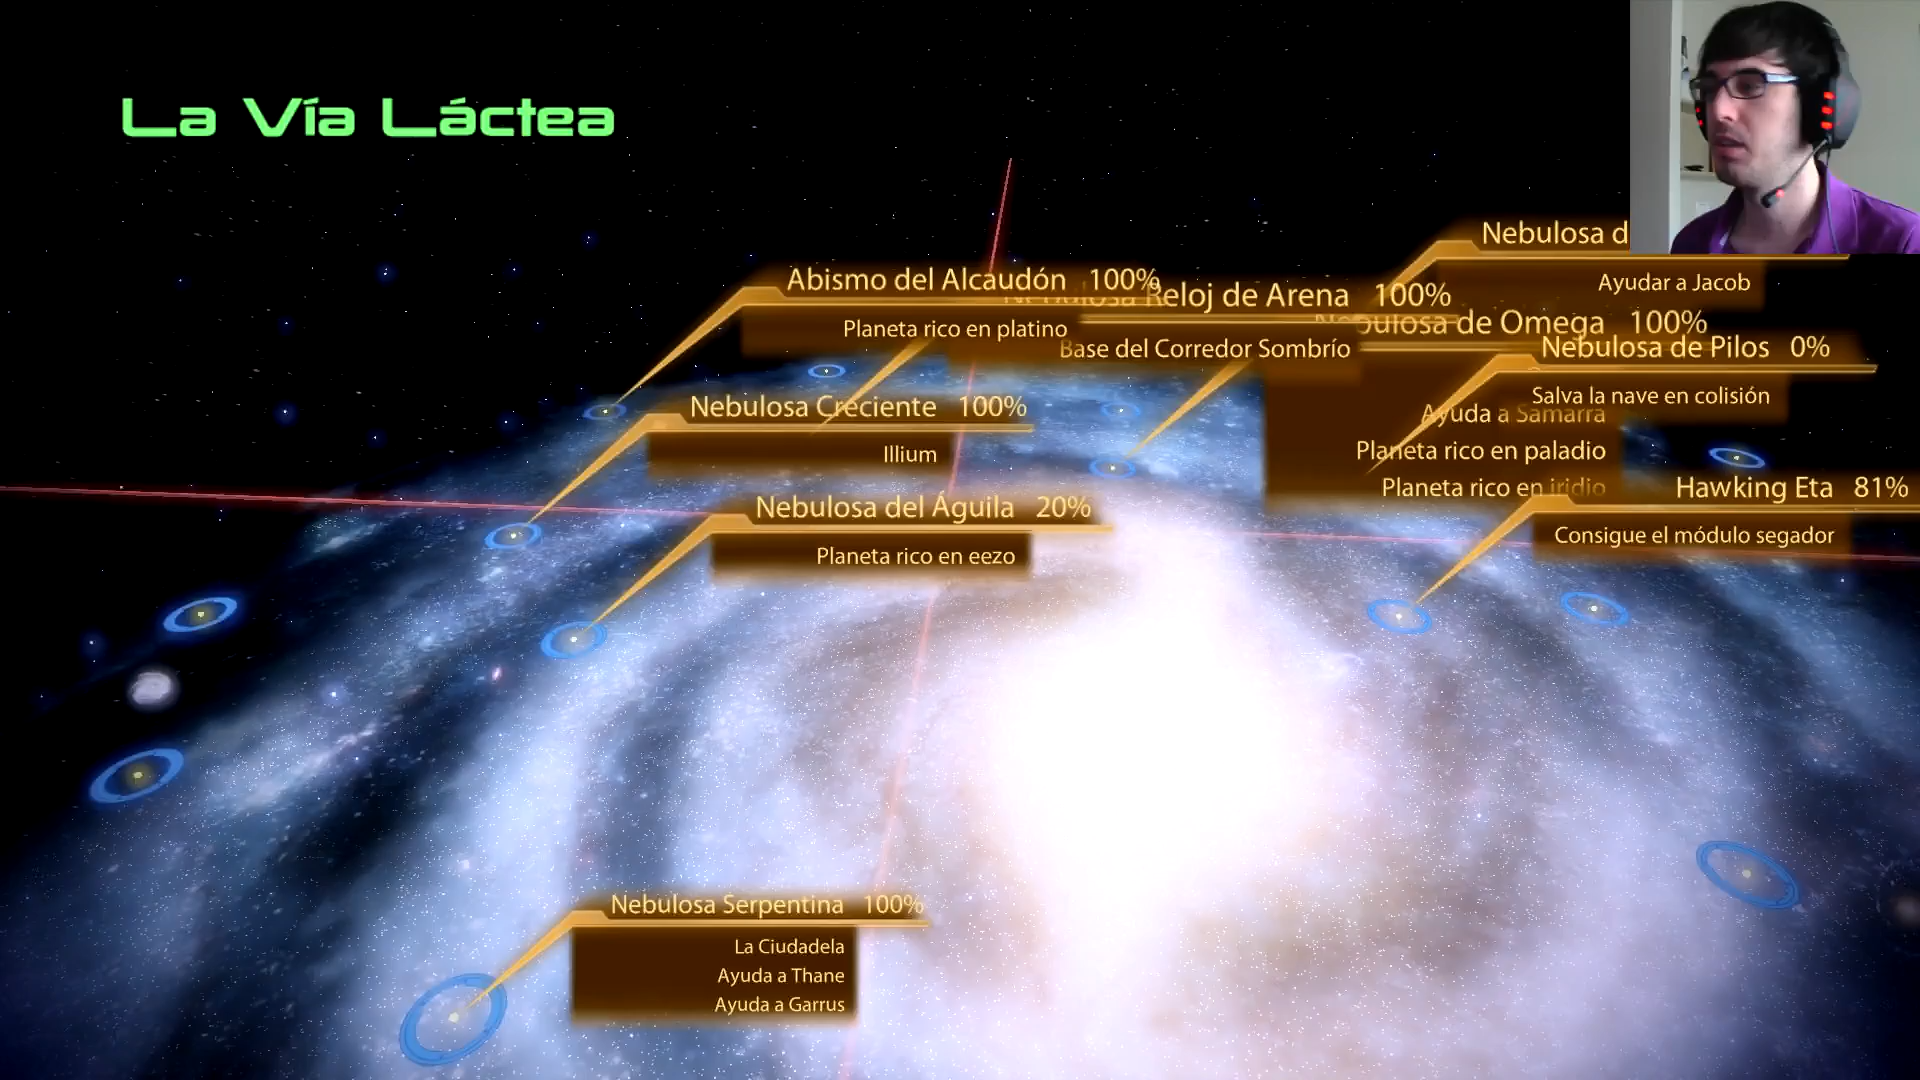 La Vía Láctea
Nebulosa d
Ayudar a Jacob
Abismo del Alcaudón 100%
Planeta rico en platino
Nebulosa Reloj de Arena 100%
Base del Corredor Sombrío
Nebulosa de Omega 100%
Ayuda a Samarra
Planeta rico en paladio
Planeta rico en iridio
Nebulosa de Pilos 0%
Salva la nave en colisión
Nebulosa Creciente 100%
Illium
Hawking Eta 81%
Consigue el módulo segador
Nebulosa del Águila 20%
Planeta rico en eezo
Nebulosa Serpentina 100%
La Ciudadela
Ayuda a Thane
Ayuda a Garrus